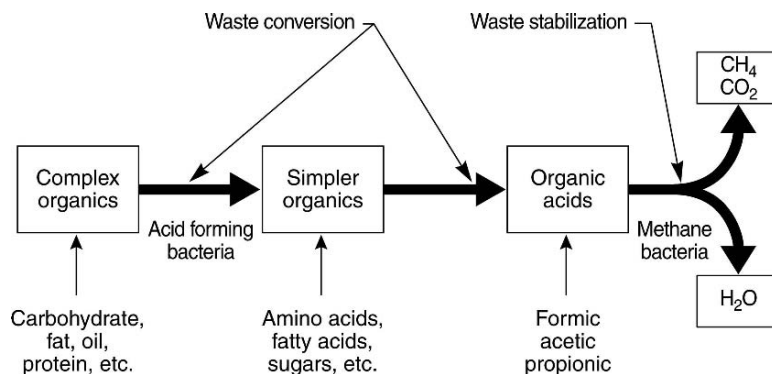 Waste conversion
Waste stabilization
CH₄
CO₂
Complex
organics
Simpler
organics
Organic
acids
Acid forming
bacteria
Methane
bacteria
H₂O
Carbohydrate,
fat, oil,
protein, etc.
Amino acids,
fatty acids,
sugars, etc.
Formic
acetic
propionic